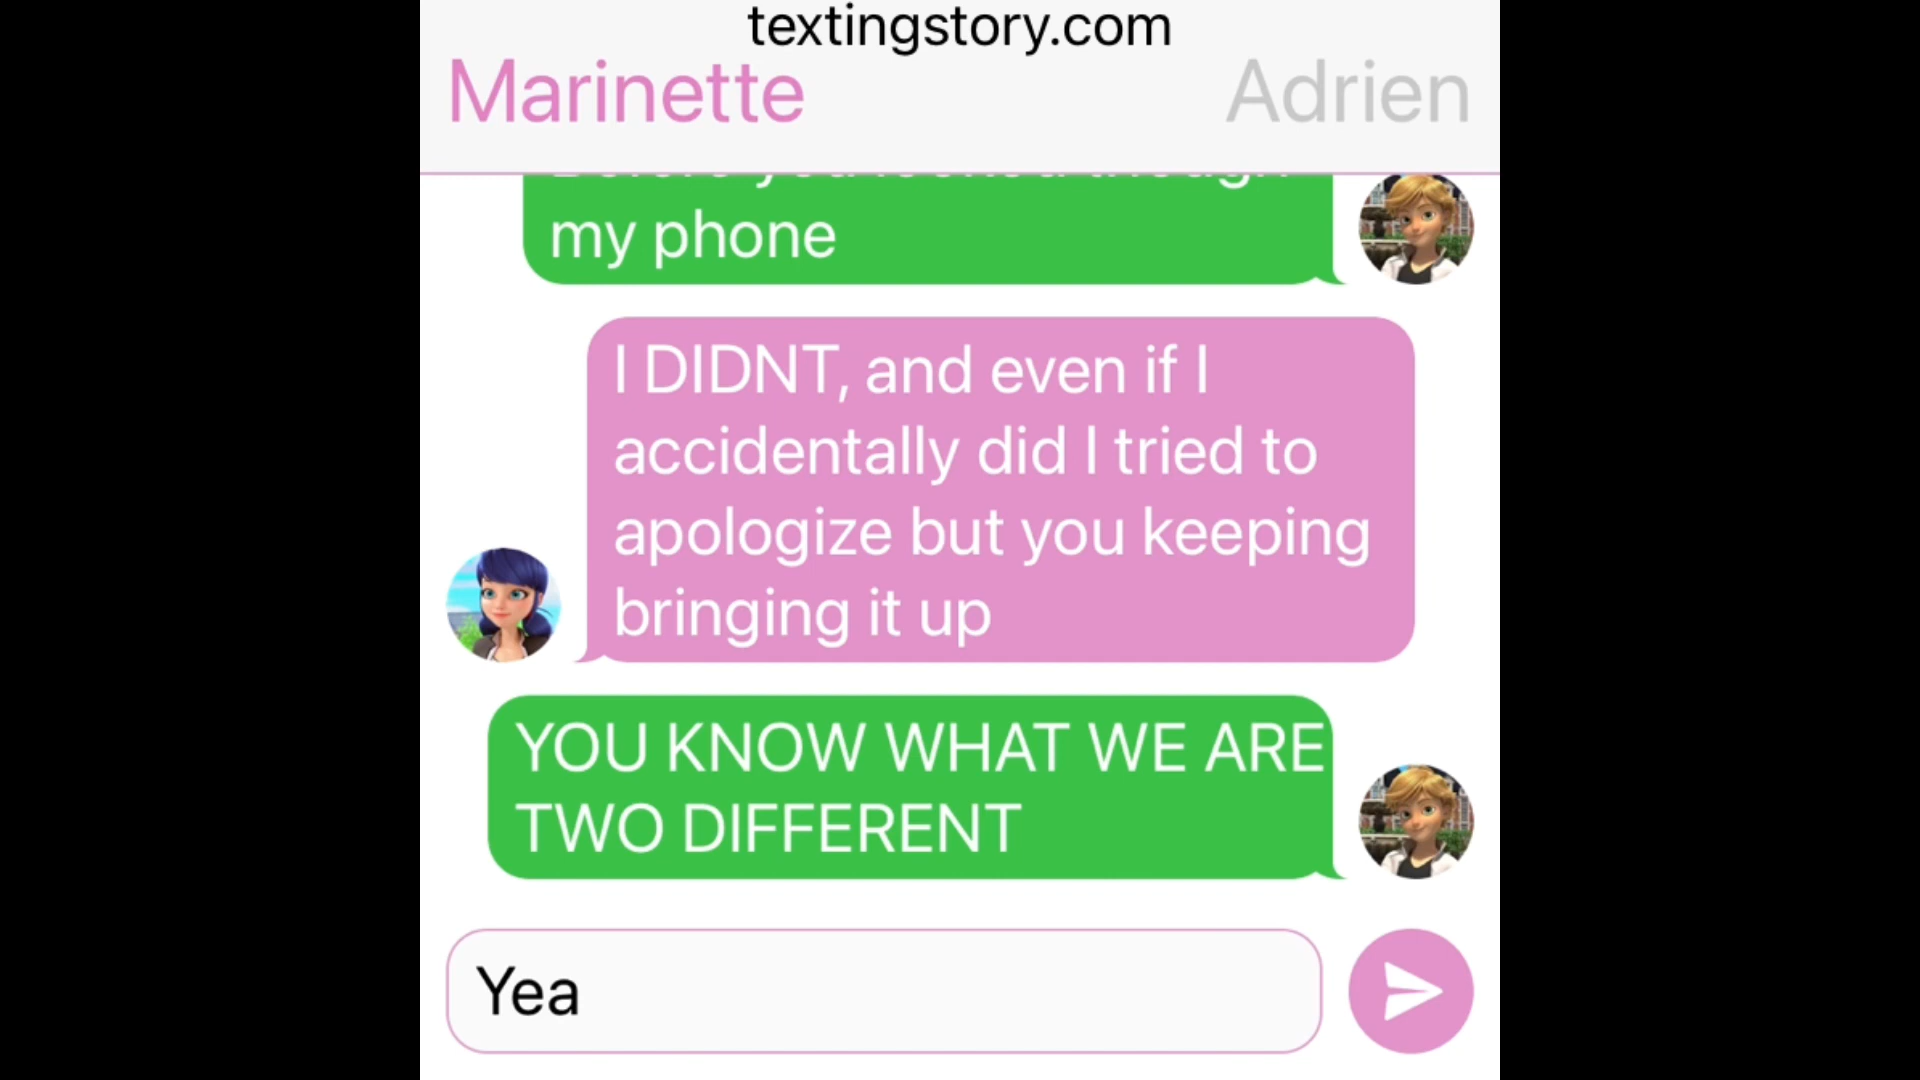 textingstory.com
Marinette Adrien
my phone
I DIDNT, and even if I
accidentally did I tried to
apologize but you keeping
bringing it up
YOU KNOW WHAT WE ARE
TWO DIFFERENT
Yea